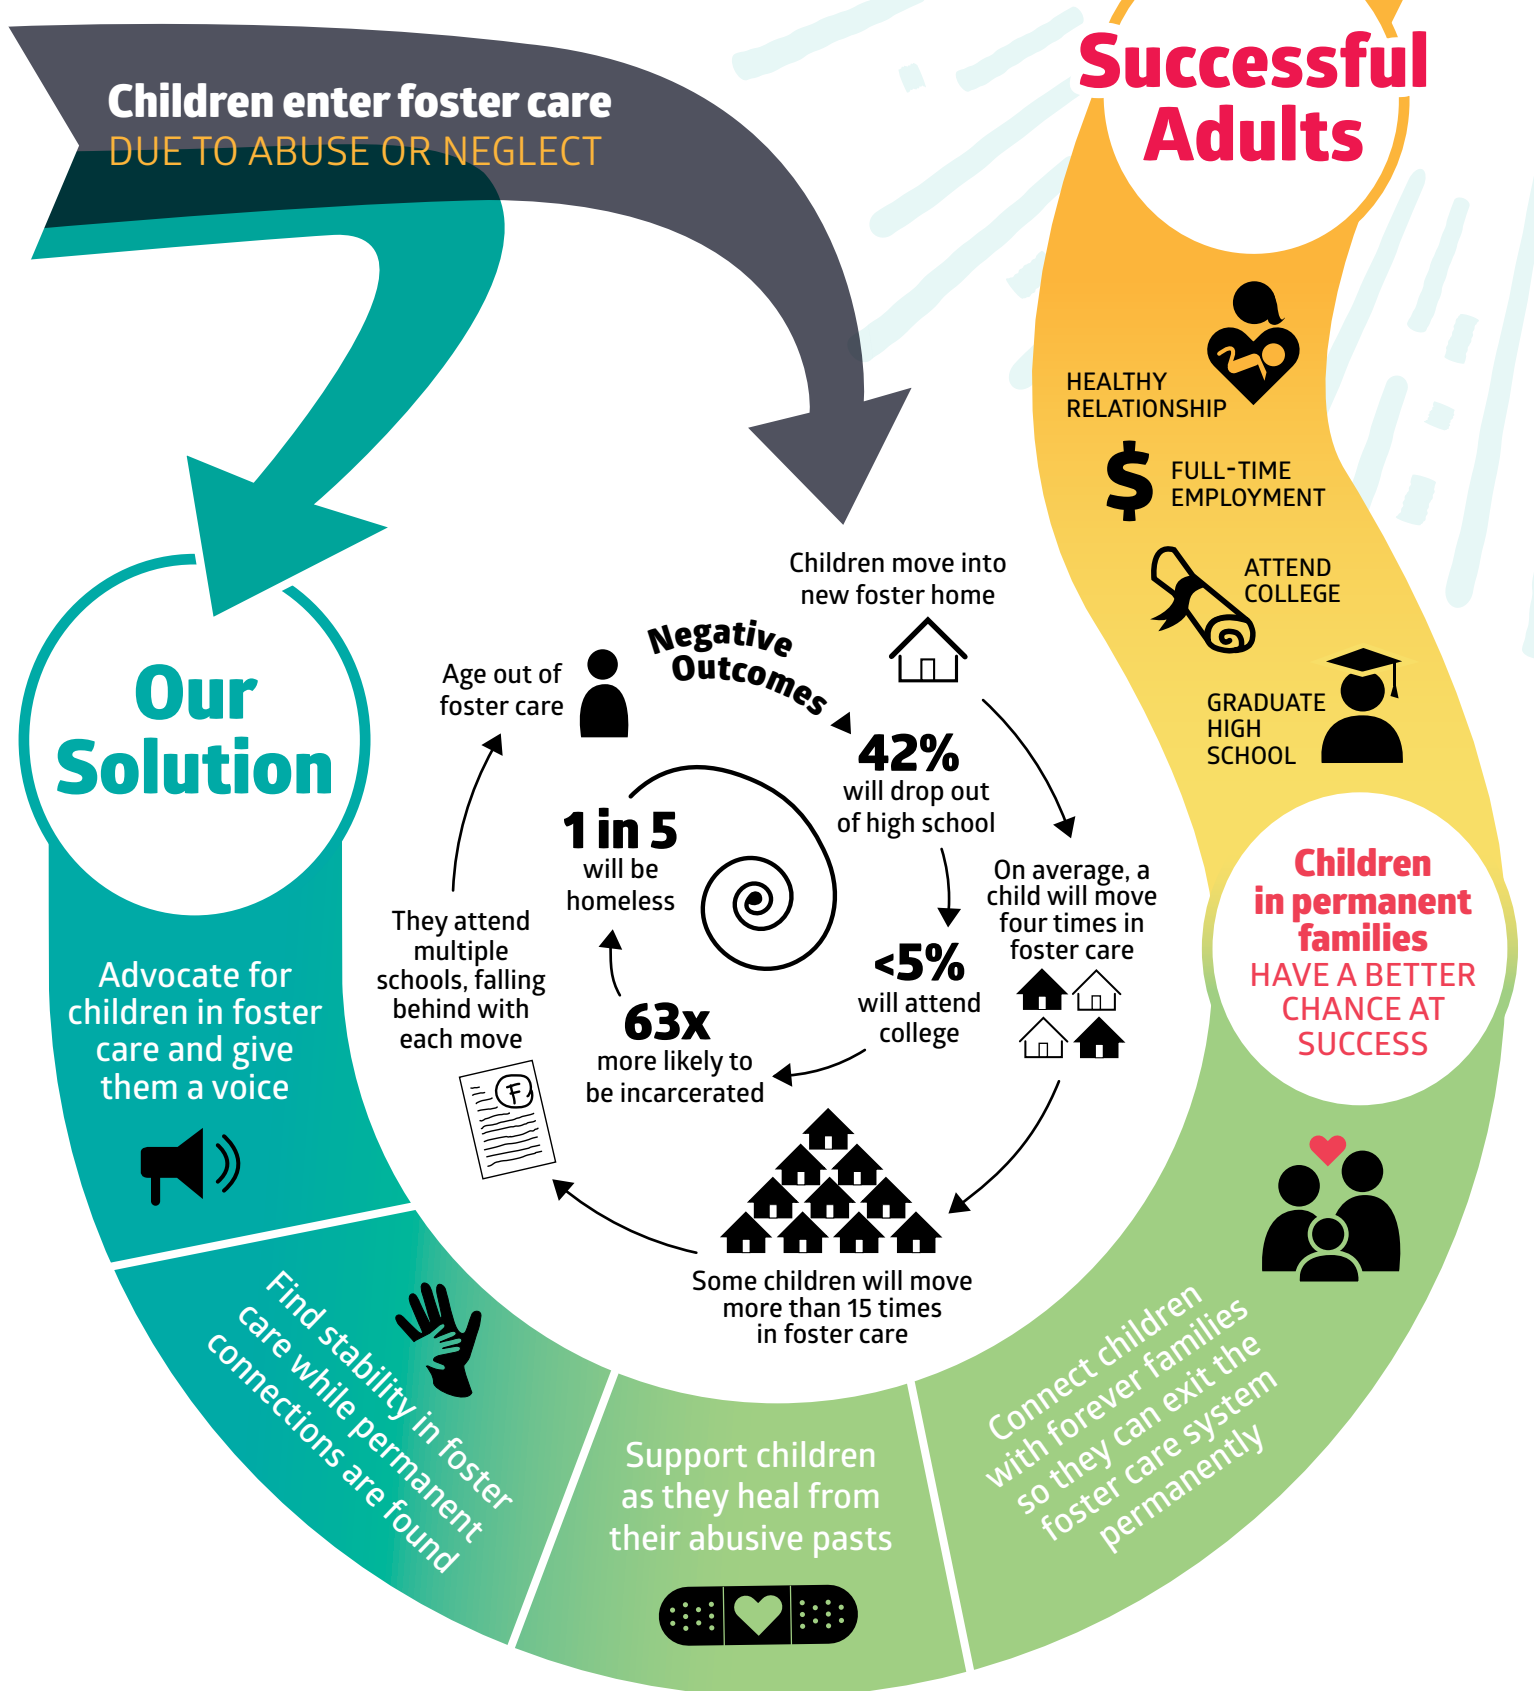 Children enter foster care
DUE TO ABUSE OR NEGLECT
Our
Solution
Advocate for
children in foster
care and give
them a voice
Find stability in foster
care while permanent
connections are found
Support children
as they heal from
their abusive pasts
Connect children
with forever families
so they can exit the
foster care system
permanently
Children
in permanent
families
HAVE A BETTER
CHANCE AT
SUCCESS
GRADUATE
HIGH
SCHOOL
ATTEND
COLLEGE
$
FULL-TIME
EMPLOYMENT
HEALTHY
RELATIONSHIP
Successful
Adults
Children move into
new foster home
On average, a
child will move
four times in
foster care
Some children will move
more than 15 times
in foster care
They attend
multiple
schools, falling
behind with
each move
F
Age out of
foster care
Negative
Outcomes
42%
will drop out
of high school
<5%
will attend
college
63x
more likely to
be incarcerated
1 in 5
will be
homeless